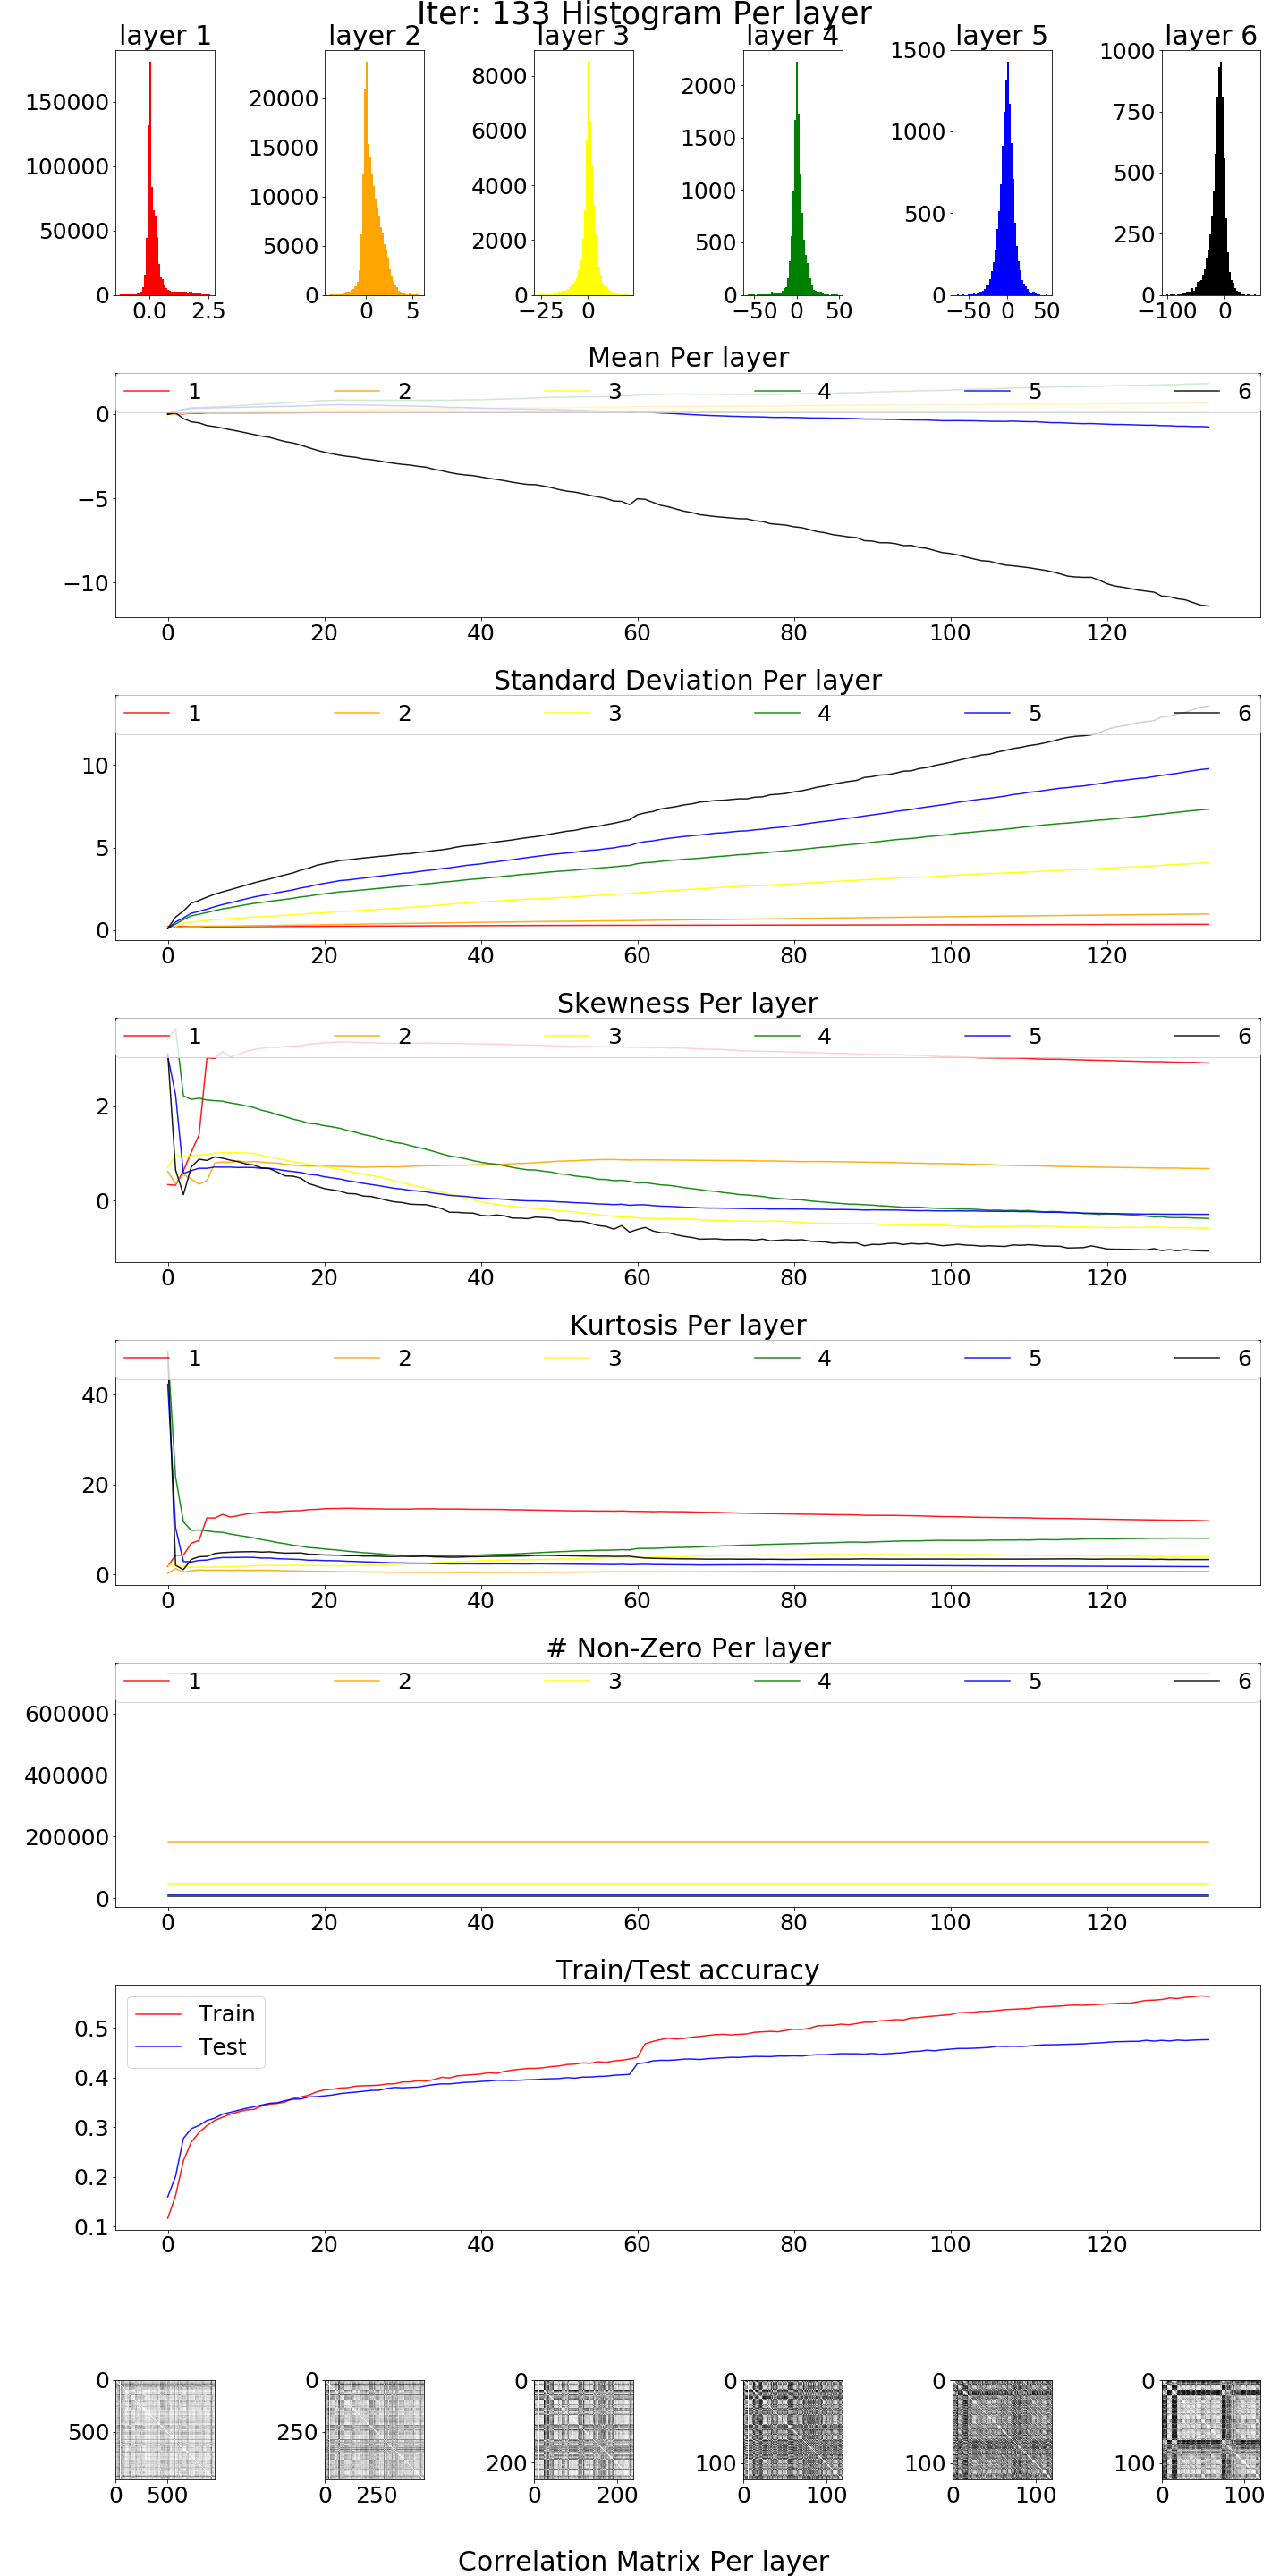 Iter: 133 Histogram Per layer
layer 1 layer 2 layer 3 layer 4 layer 5 layer 6
150000 100000 50000 0 0.0 2.5
20000 15000 10000 5000 0 0 5
8000 6000 4000 2000 0 −25 0
2000 1500 1000 500 0 −50 0 50
1500 1000 500 0 −50 0 50
1000 750 500 250 0 −100 0
Mean Per layer
1 2 3 4 5 6
0
−5
−10
0 20 40 60 80 100 120
Standard Deviation Per layer
1 2 3 4 5 6
10
5
0
0 20 40 60 80 100 120
Skewness Per layer
1 2 3 4 5 6
2
0
0 20 40 60 80 100 120
Kurtosis Per layer
1 2 3 4 5 6
40
20
0
0 20 40 60 80 100 120
# Non-Zero Per layer
1 2 3 4 5 6
600000
400000
200000
0
0 20 40 60 80 100 120
Train/Test accuracy
Train
Test
0.5
0.4
0.3
0.2
0.1
0 20 40 60 80 100 120
0 500 0 500
0 250 0 250
0 200 0 200
0 100 0 100
0 100 0 100
0 100 0 100
Correlation Matrix Per layer